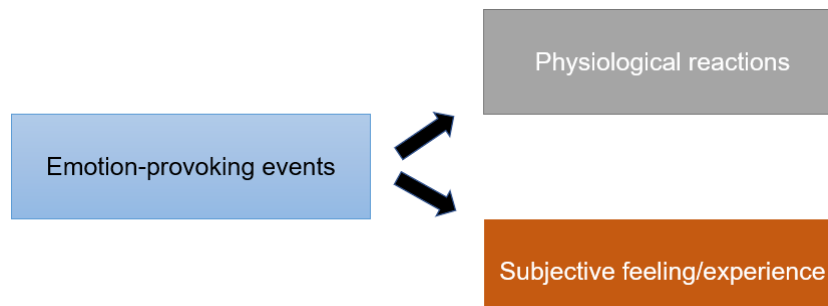 Physiological reactions
Emotion-provoking events
Subjective feeling/experience